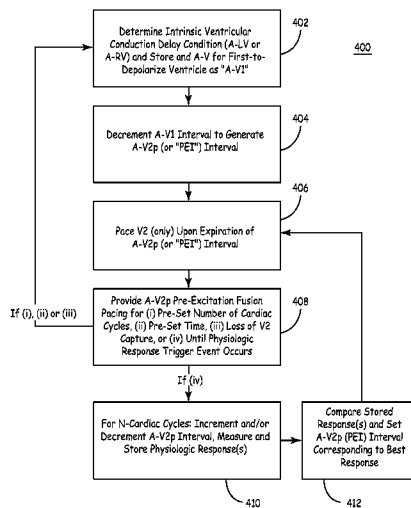 Determine Intrinsic Ventricular
Conduction Delay Condition (A-LV or
A-RV) and Store and A-V for First-to-
Depolarize Ventricle as "A-V1"
402
400
Decrement A-V1 Interval to Generate
A-V2p (or "PEI") Interval
404
406
Pace V2 (only) Upon Expiration of
A-V2p (or "PEI") Interval
Provide A-V2p Pre-Excitation Fusion
Pacing for (i) Pre-Set Number of Cardiac
Cycles, (ii) Pre-Set Time, (iii) Loss of V2
Capture, or (iv) Until Physiologic
Response Trigger Event Occurs
408
If (i), (ii) or (iii)
If (iv)
For N-Cardiac Cycles: Increment and/or
Decrement A-V2p Interval, Measure and
Store Physiologic Response(s)
410
Compare Stored
Response(s) and Set
A-V2p (PEI) Interval
Corresponding to Best
Response
412